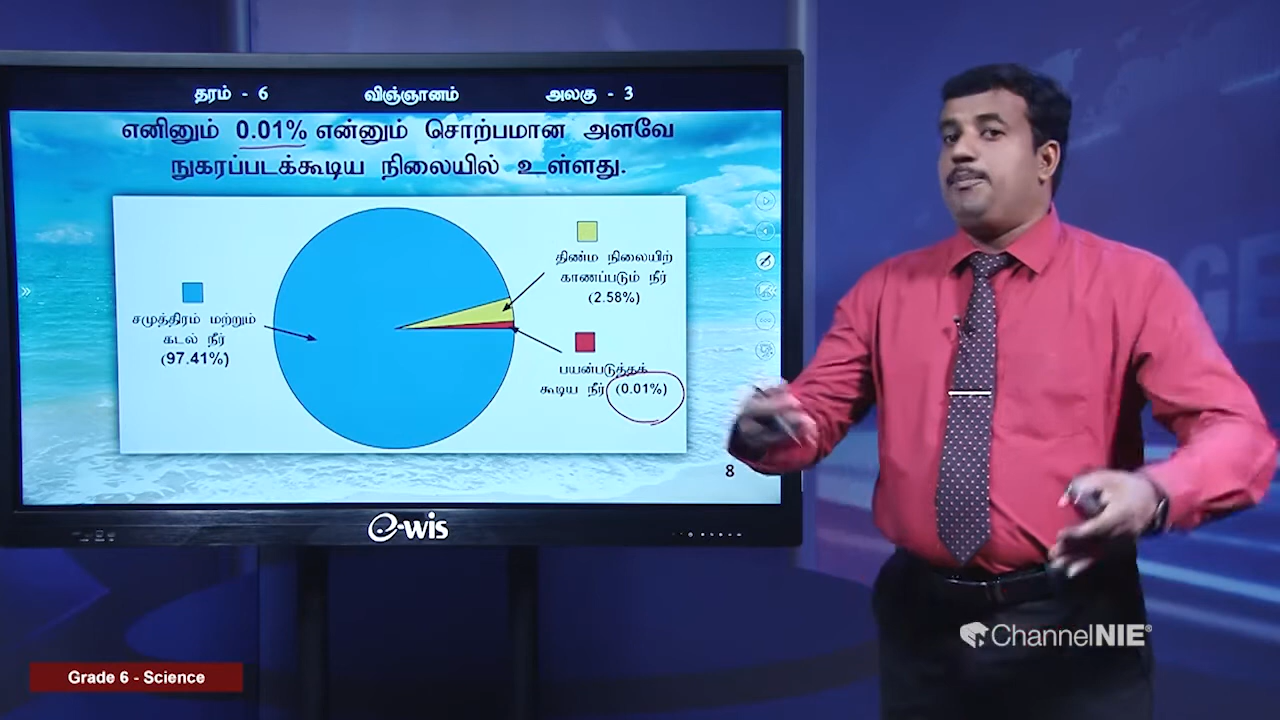 தரம் - 6 விஞ்ஞானம் அலகு - 3
எனினும் 0.01% என்னும் சொற்பமான அளவே
நுகரப்படக்கூடிய நிலையில் உள்ளது.
சமுத்திரம் மற்றும்
கடல் நீர்
(97.41%)
திண்ம நிலையிற்
காணப்படும் நீர்
(2.58%)
பயன்படுத்தக்
கூடிய நீர் (0.01%)
8
e-wis
Grade 6 - Science
ChannelNIE®